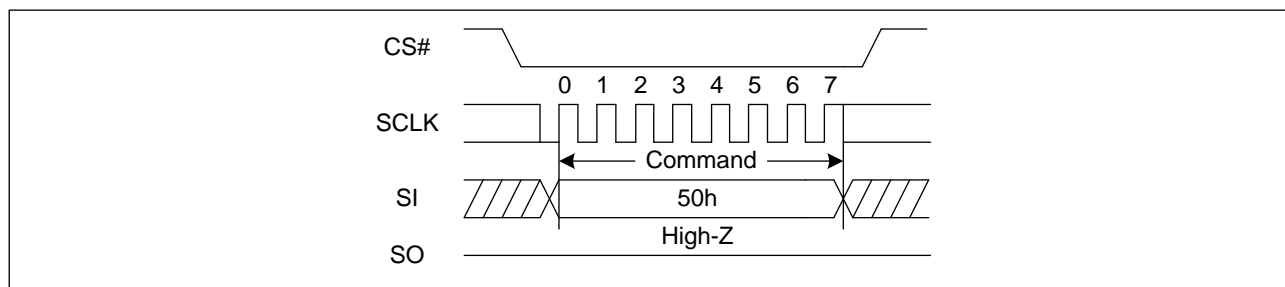 CS#
0 1 2 3 4 5 6 7
SCLK
Command
SI
50h
High-Z
SO